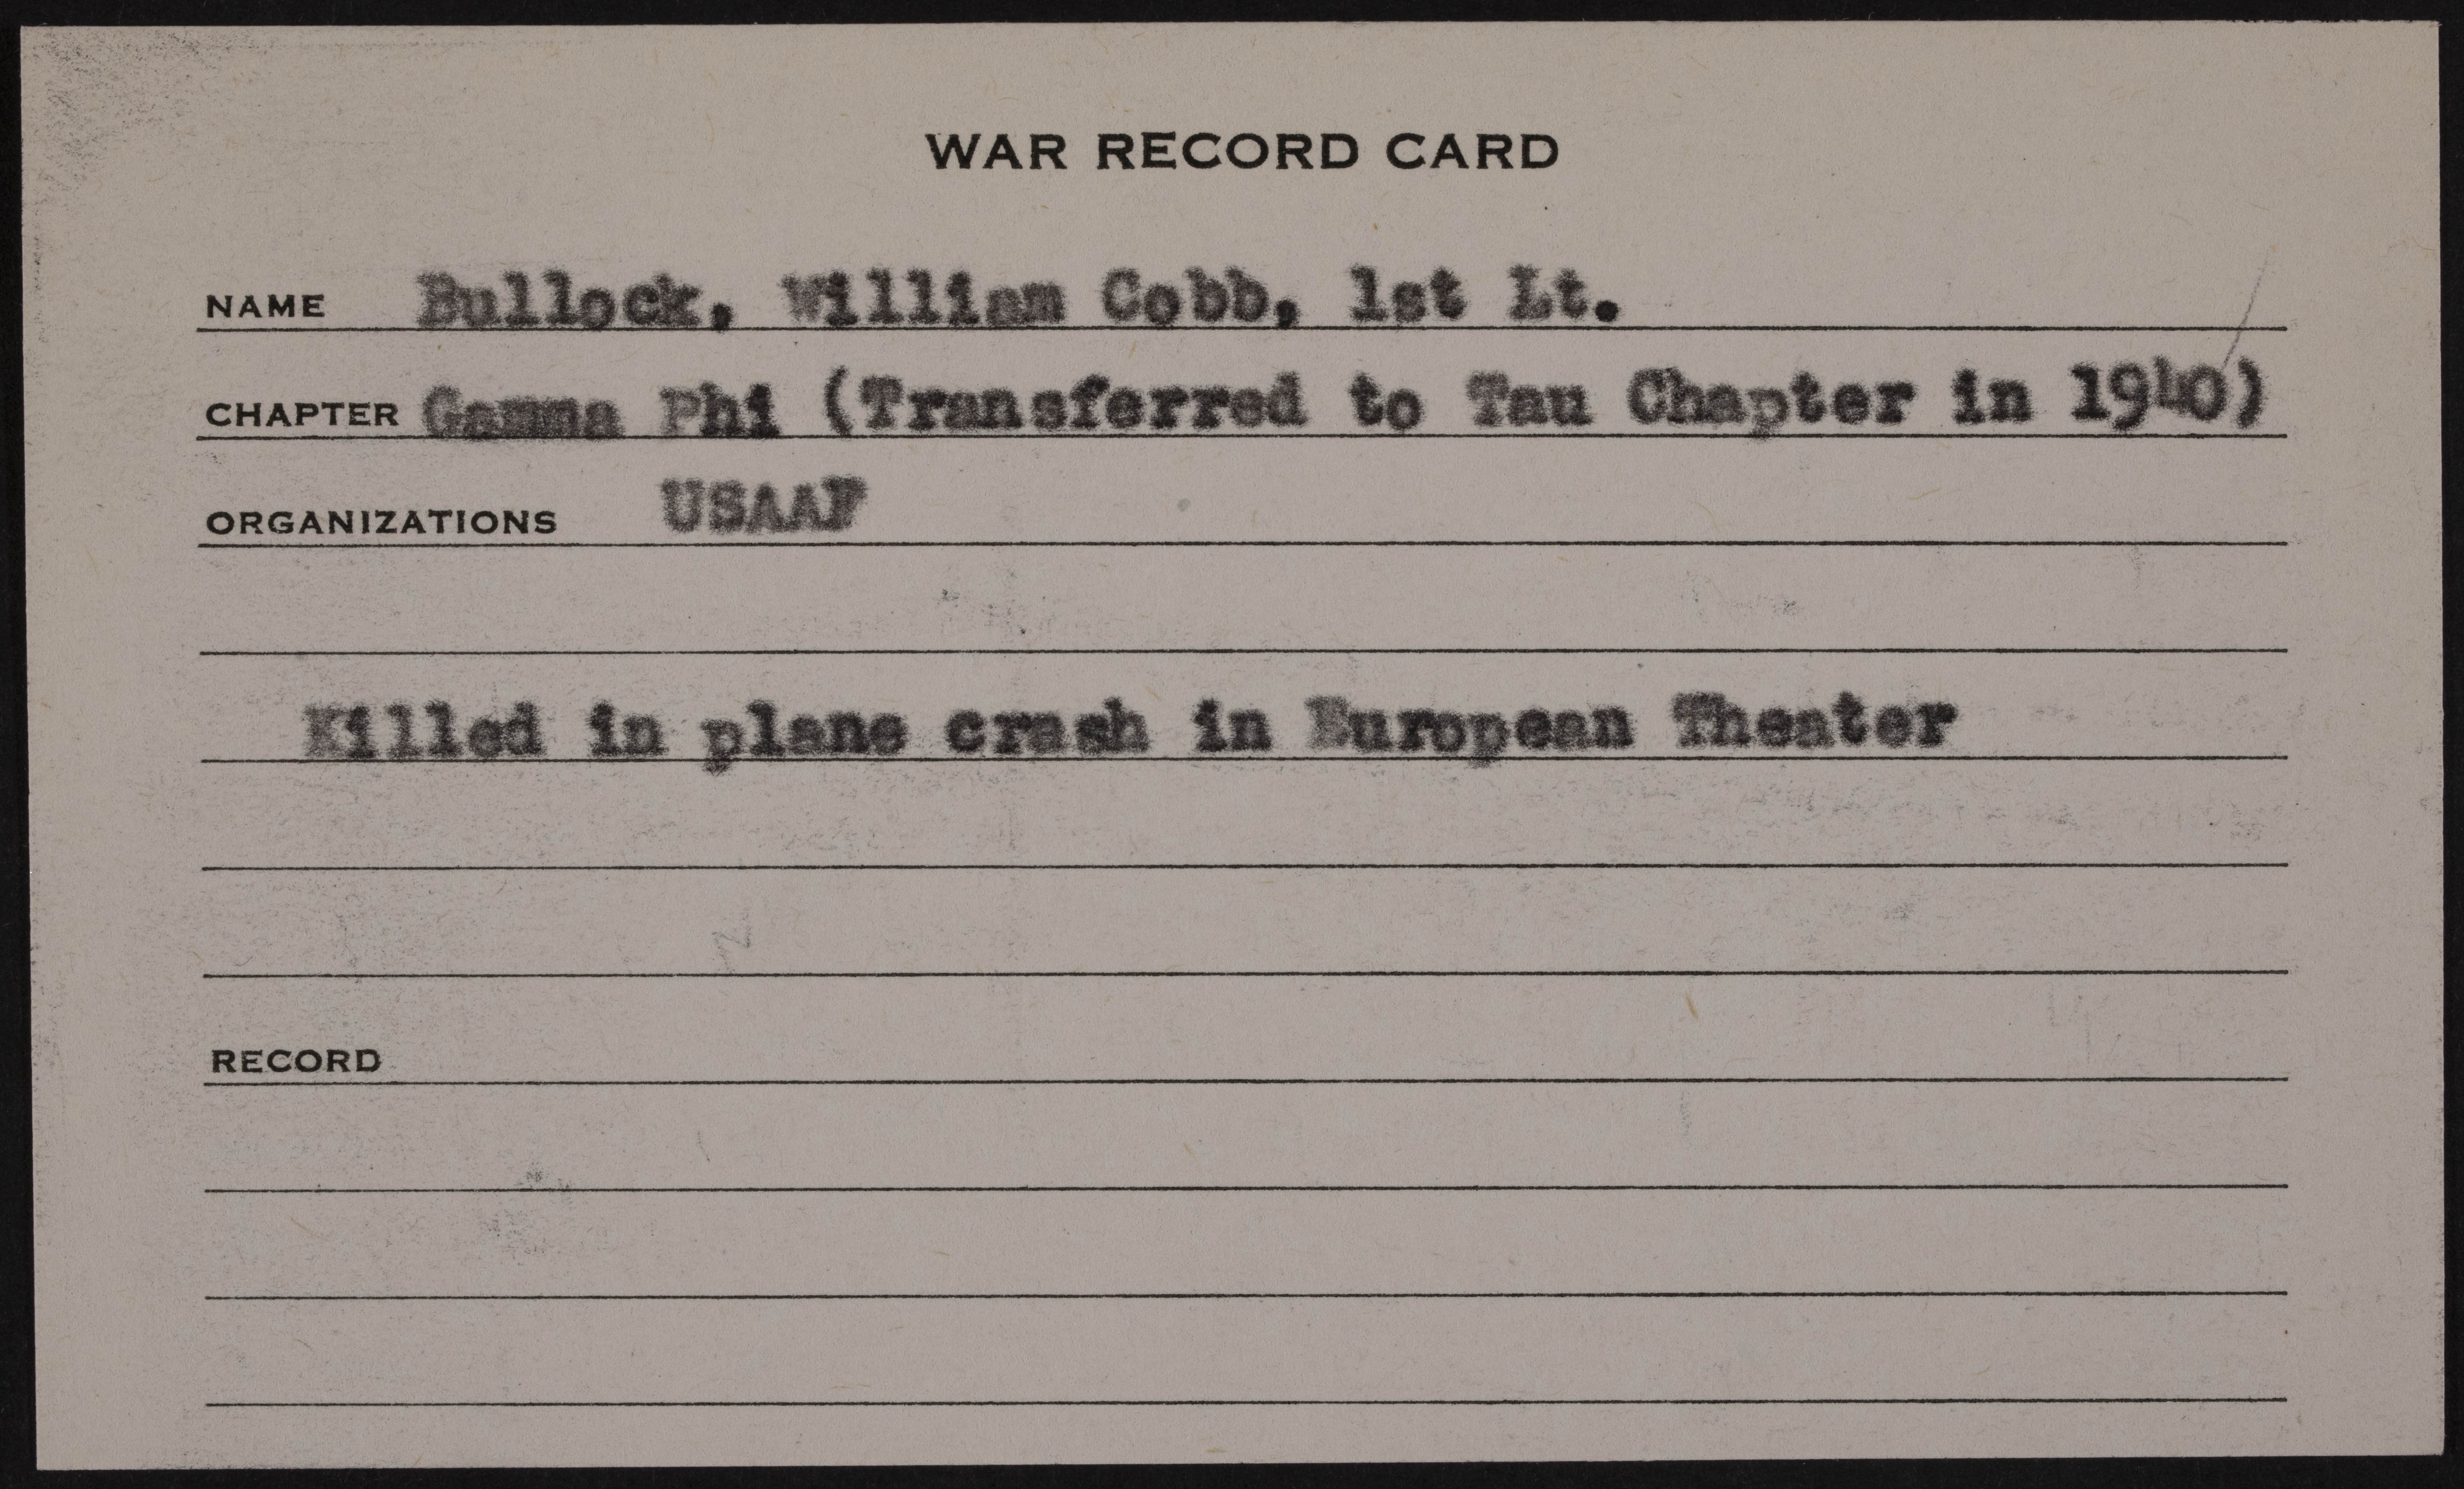 WAR RECORD CARD
NAME Bullock, William Cobb, 1st Lt.
CHAPTER Gamma Phi (Transferred to Tau Chapter in 1940)
ORGANIZATIONS USAAF
Killed in plane crash in European Theater
RECORD